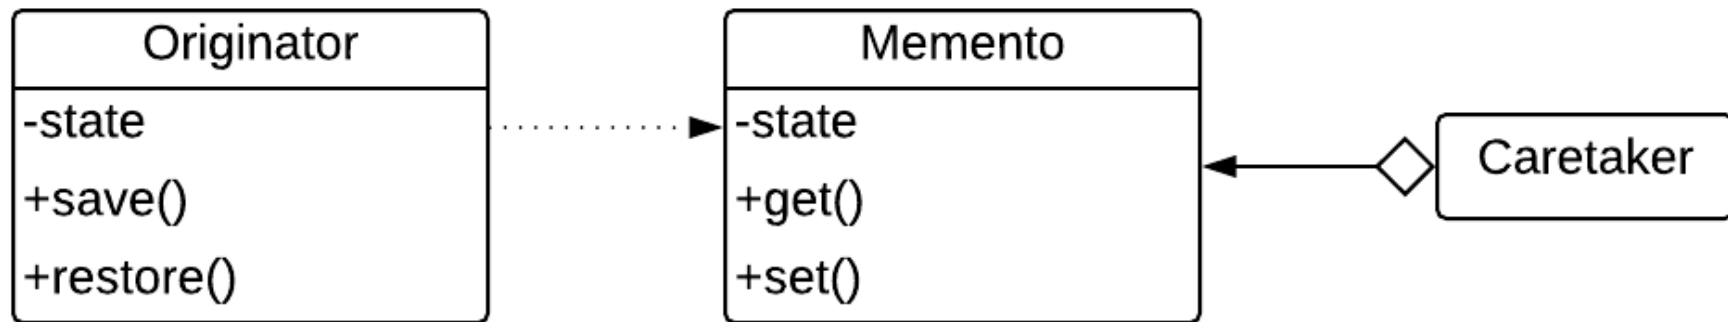 Originator
-state
+save()
+restore()
Memento
-state
+get()
+set()
Caretaker